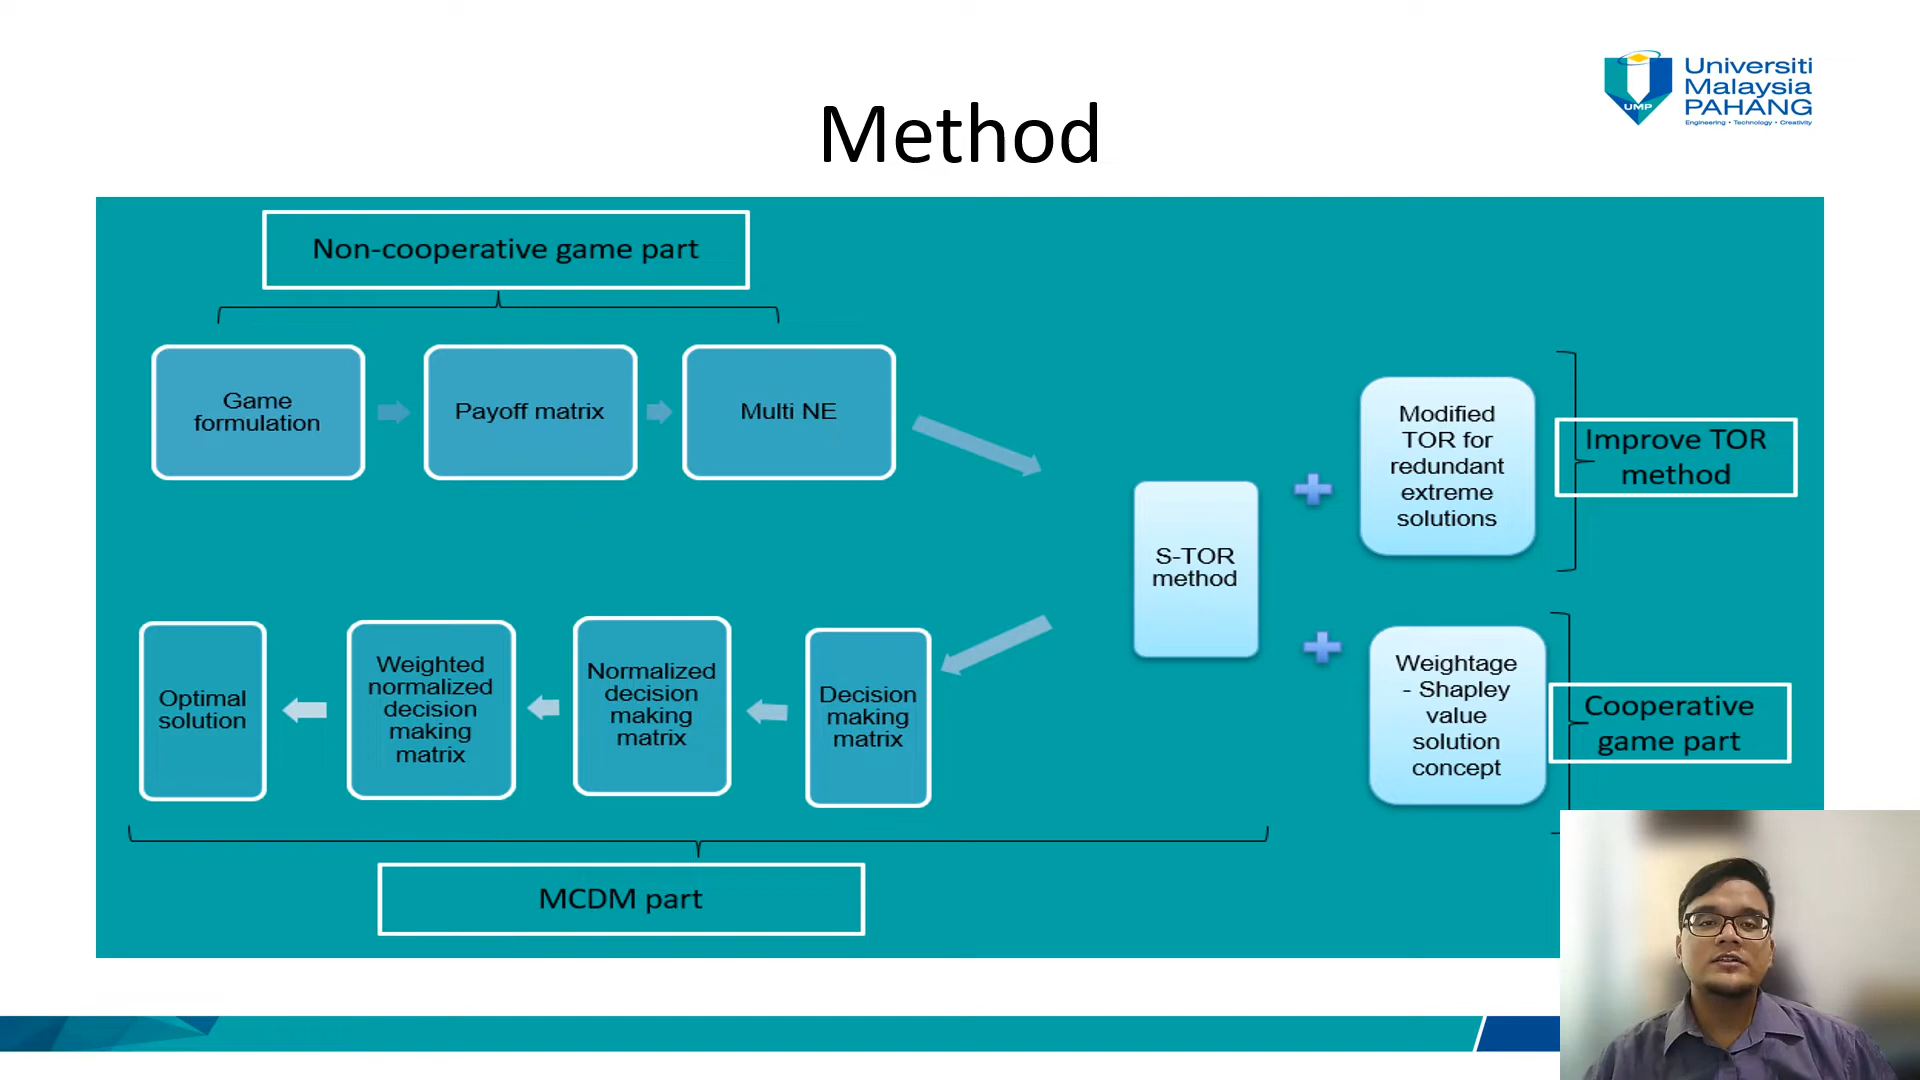 Universiti
Malaysia
PAHANG
Engineering • Technology • Creativity
UMP
Method
Non-cooperative game part
Game
formulation
Payoff matrix
Multi NE
S-TOR
method
Modified
TOR for
redundant
extreme
solutions
Improve TOR
method
Weightage
- Shapley
value
solution
concept
Cooperative
game part
Decision
making
matrix
Normalized
decision
making
matrix
Weighted
normalized
decision
making
matrix
Optimal
solution
MCDM part